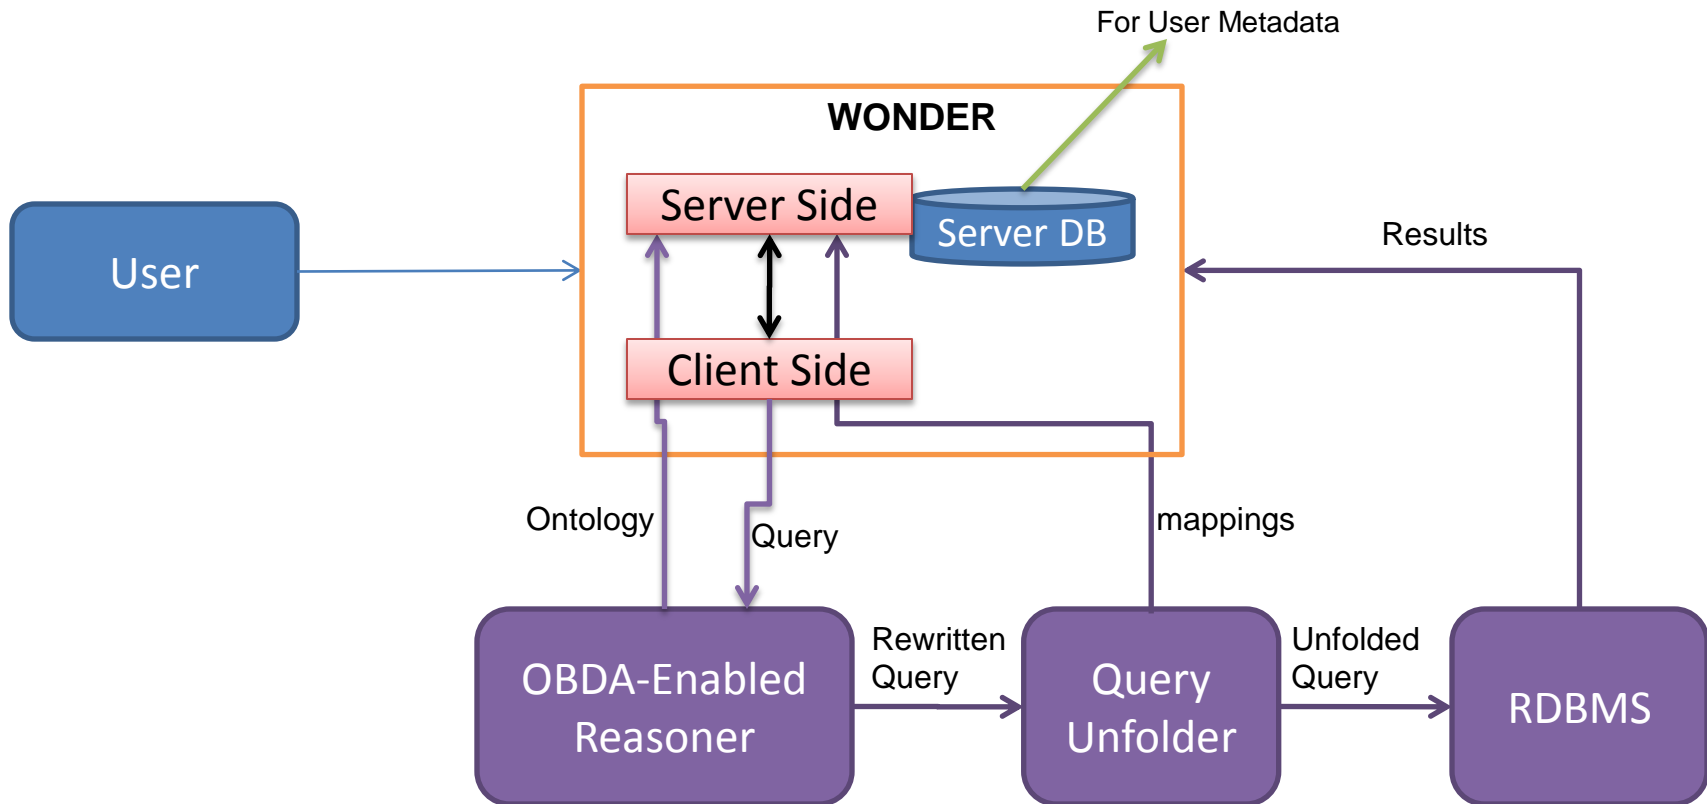 For User Metadata
WONDER
Server Side
Server DB
User
Results
Client Side
Ontology
Query
mappings
OBDA-Enabled
Reasoner
Rewritten
Query
Query
Unfolder
Unfolded
Query
RDBMS